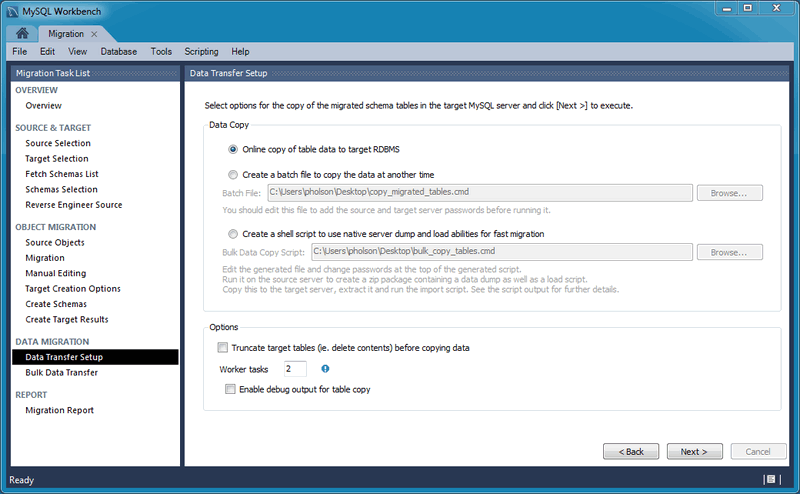 MySQL Workbench
Migration
File Edit View Database Tools Scripting Help
Migration Task List
OVERVIEW
Overview
SOURCE & TARGET
Source Selection
Target Selection
Fetch Schemas List
Schemas Selection
Reverse Engineer Source
OBJECT MIGRATION
Source Objects
Migration
Manual Editing
Target Creation Options
Create Schemas
Create Target Results
DATA MIGRATION
Data Transfer Setup
Bulk Data Transfer
REPORT
Migration Report
Data Transfer Setup
Select options for the copy of the migrated schema tables in the target MySQL server and click [Next >] to execute.
Data Copy
Online copy of table data to target RDBMS
Create a batch file to copy the data at another time
Batch File: C:\Users\pholson\Desktop\copy_migrated_tables.cmd Browse...
You should edit this file to add the source and target server passwords before running it.
Create a shell script to use native server dump and load abilities for fast migration
Bulk Data Copy Script: C:\Users\pholson\Desktop\bulk_copy_tables.cmd Browse...
Edit the generated file and change passwords at the top of the generated script.
Run it on the source server to create a zip package containing a data dump as well as a load script.
Copy this to the target server, extract it and run the import script. See the script output for further details.
Options
Truncate target tables (ie. delete contents) before copying data
Worker tasks 2
Enable debug output for table copy
< Back Next > Cancel
Ready